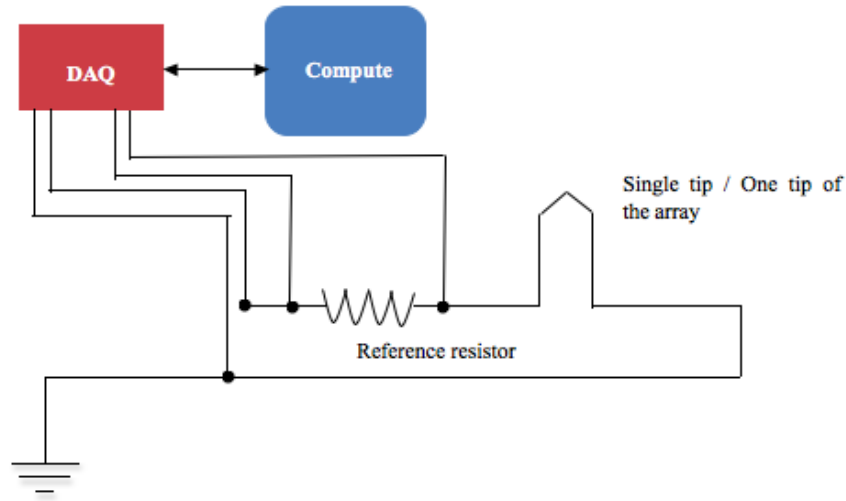 DAQ
Compute
Single tip / One tip of
the array
Reference resistor